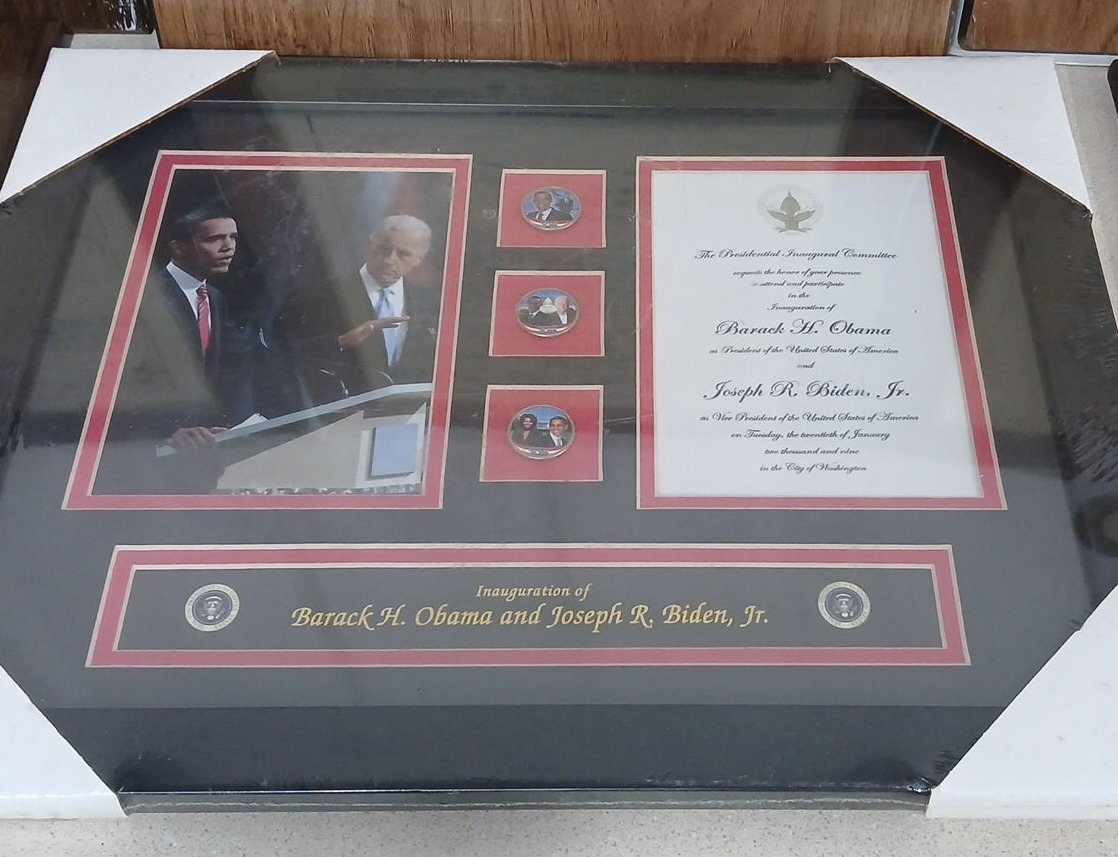 The Presidential Inaugural Committee
requests the honor of your presence
to attend and participate
in the
Inauguration of
Barack H. Obama
as President of the United States of America
and
Joseph R. Biden, Jr.
as Vice President of the United States of America
on Tuesday, the twentieth of January
two thousand and nine
in the City of Washington
Inauguration of
Barack H. Obama and Joseph R. Biden, Jr.